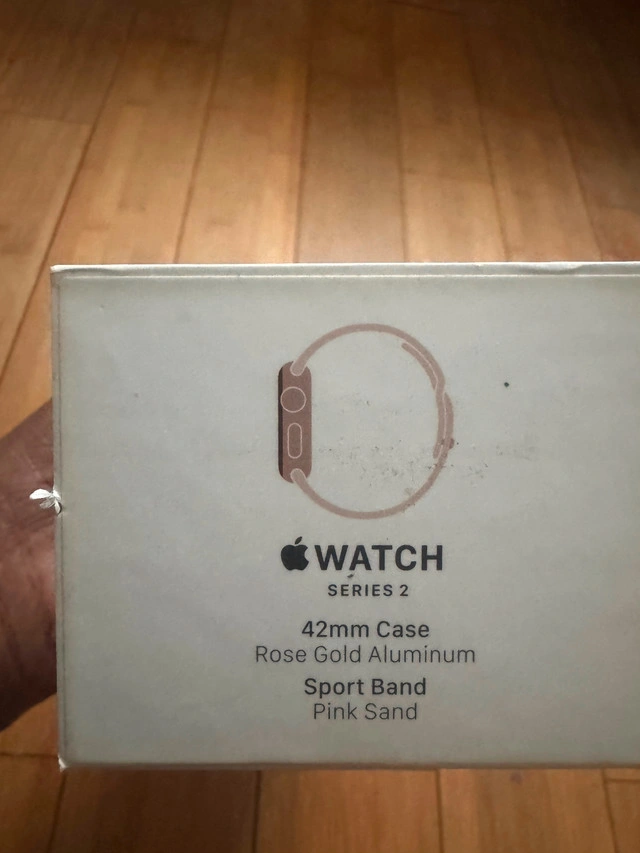 WATCH
SERIES 2
42mm Case
Rose Gold Aluminum
Sport Band
Pink Sand